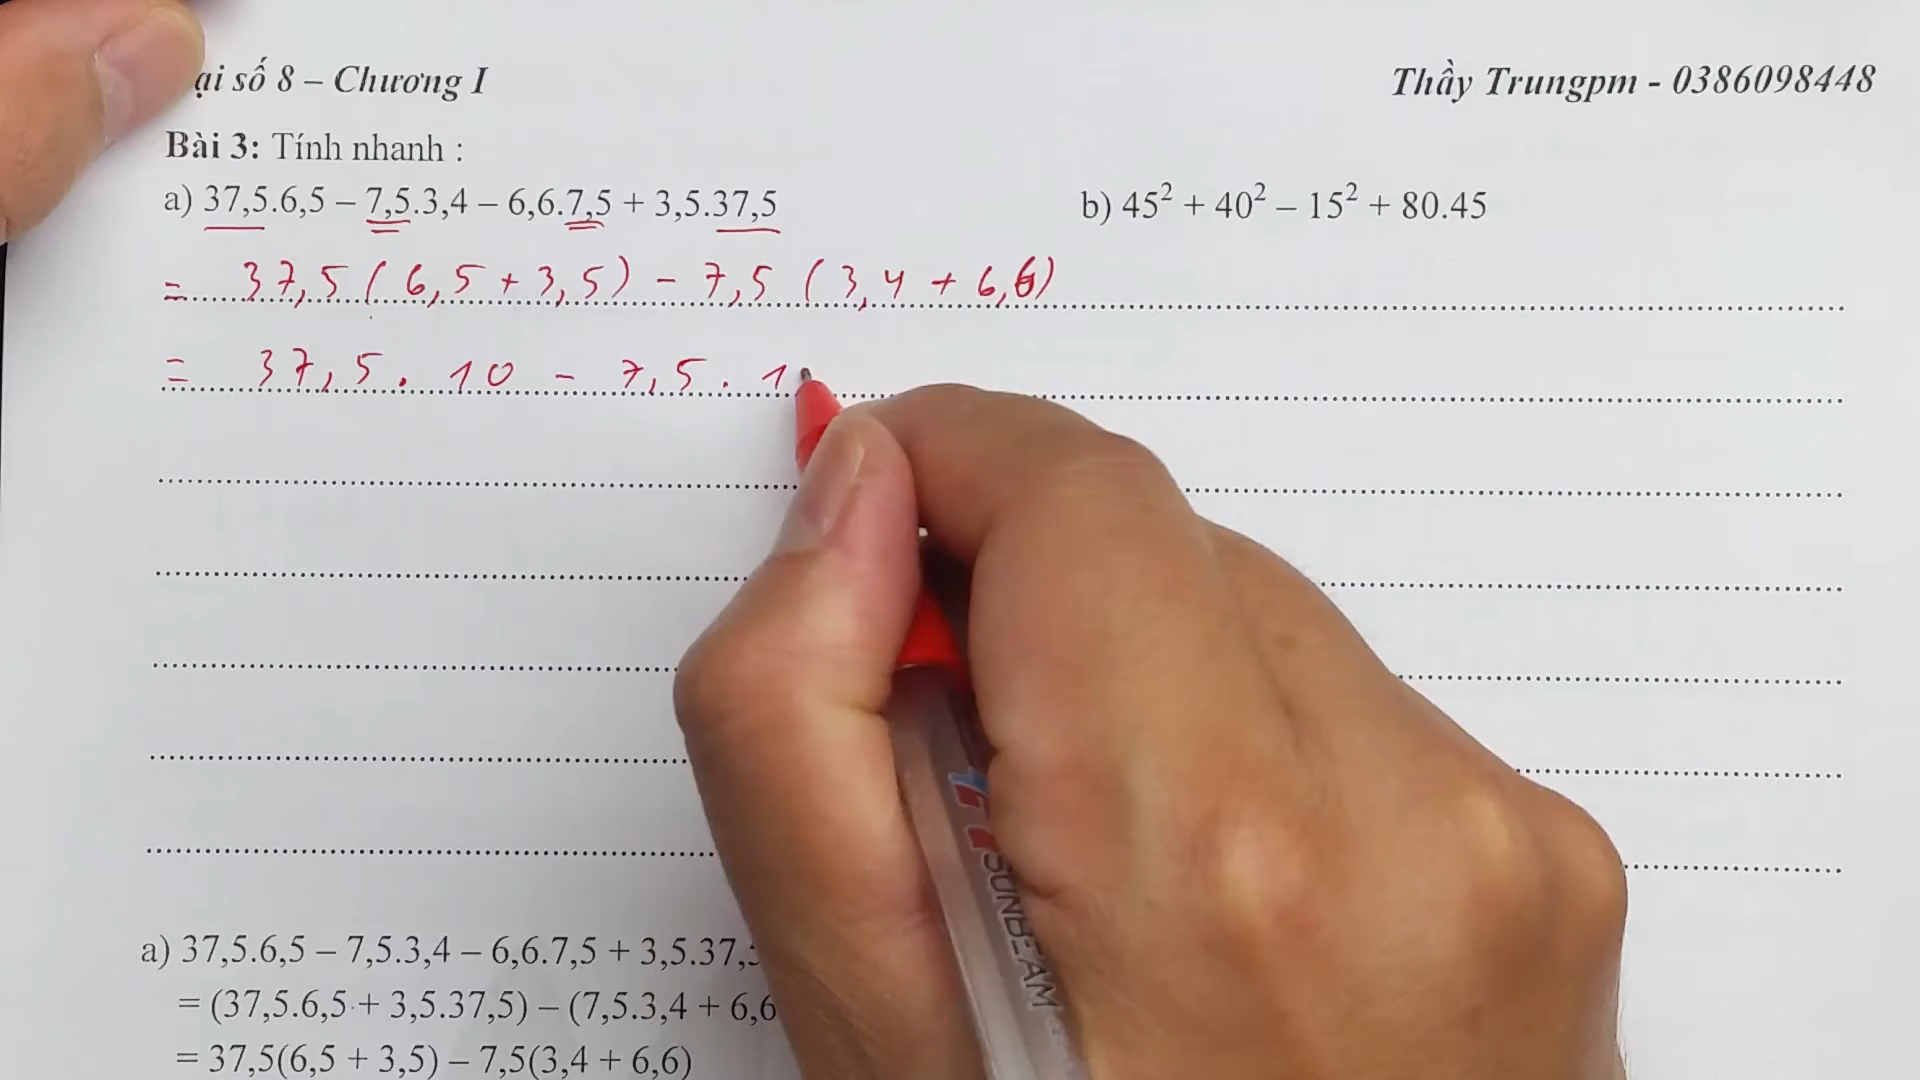 ại số 8 – Chương I
Thầy Trungpm - 0386098448
Bài 3: Tính nhanh :
a) 37,5.6,5 – 7,5.3,4 – 6,6.7,5 + 3,5.37,5
b) 45² + 40² – 15² + 80.45
= 37,5 ( 6,5 + 3,5) - 7,5 ( 3,4 + 6,6)
= 37,5 . 10 - 7,5 . 1
a) 37,5.6,5 – 7,5.3,4 – 6,6.7,5 + 3,5.37,
= (37,5.6,5 + 3,5.37,5) – (7,5.3,4 + 6,6
= 37,5(6,5 + 3,5) – 7,5(3,4 + 6,6)
SUNBEAM